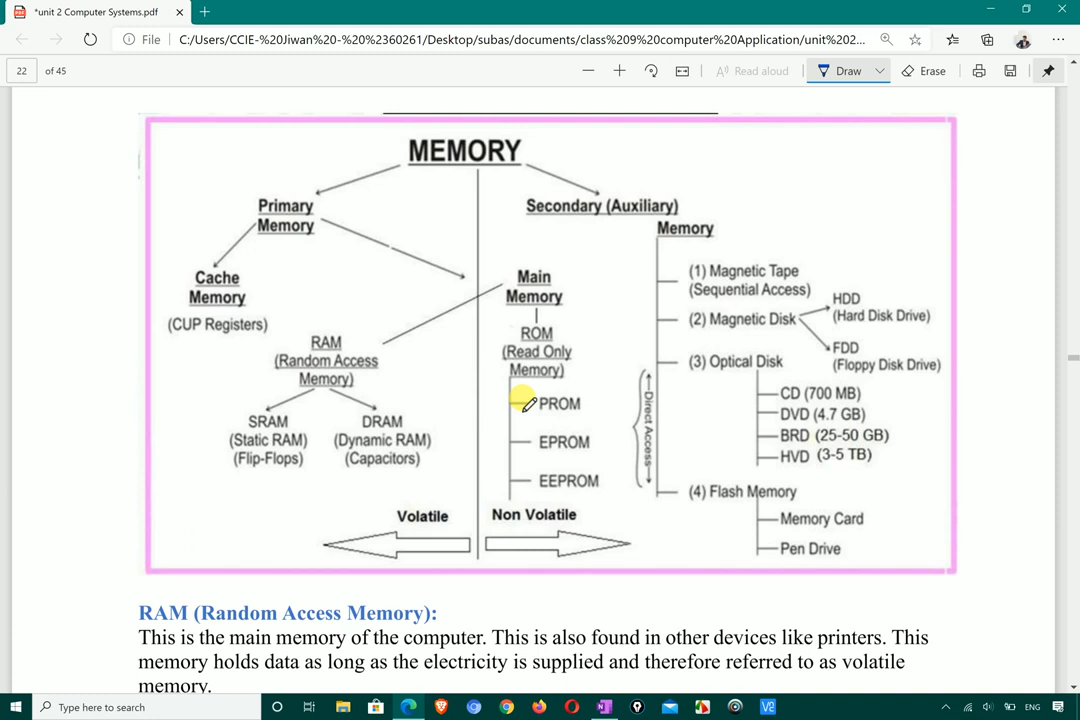 *unit 2 Computer Systems.pdf
File
C:/Users/CCIE-%20Jiwan%20-%20%2360261/Desktop/subas/documents/class%209%20computer%20Application/unit%202...
22 of 45
Read aloud
Draw
Erase
MEMORY
Primary
Memory
Secondary (Auxiliary)
Memory
Cache
Memory
(CUP Registers)
Main
Memory
RAM
(Random Access
Memory)
SRAM
(Static RAM)
(Flip-Flops)
DRAM
(Dynamic RAM)
(Capacitors)
ROM
(Read Only
Memory)
PROM
EPROM
EEPROM
(1) Magnetic Tape
(Sequential Access)
(2) Magnetic Disk
HDD
(Hard Disk Drive)
FDD
(Floppy Disk Drive)
(3) Optical Disk
CD (700 MB)
DVD (4.7 GB)
BRD (25-50 GB)
HVD (3-5 TB)
Direct Access
(4) Flash Memory
Memory Card
Pen Drive
Volatile
Non Volatile
RAM (Random Access Memory):
This is the main memory of the computer. This is also found in other devices like printers. This
memory holds data as long as the electricity is supplied and therefore referred to as volatile
memory.
Type here to search
ENG